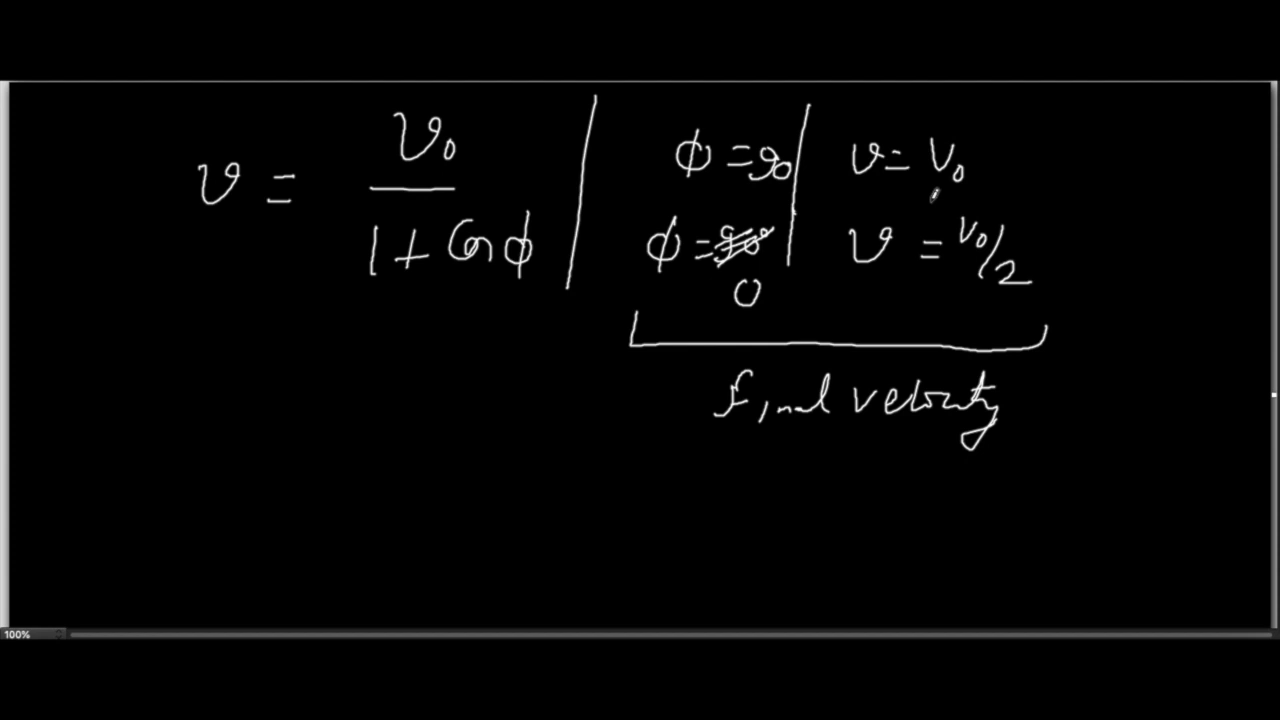 v = v₀ / 1 + Cos φ
φ = 90 | v = v₀
φ = 0 | v = v₀/2
final velocity
100%